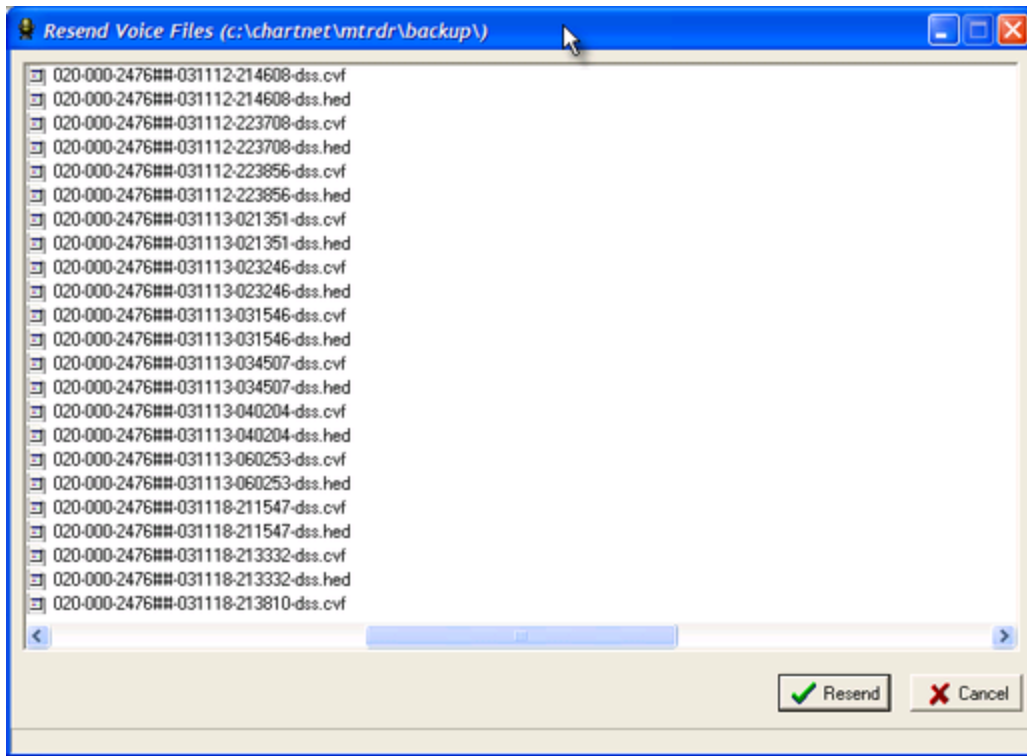 Resend Voice Files (c:\chartnet\mtrdr\backup\)
020-000-2476##-031112-214608-dss.cvf
020-000-2476##-031112-214608-dss.hed
020-000-2476##-031112-223708-dss.cvf
020-000-2476##-031112-223708-dss.hed
020-000-2476##-031112-223856-dss.cvf
020-000-2476##-031112-223856-dss.hed
020-000-2476##-031113-021351-dss.cvf
020-000-2476##-031113-021351-dss.hed
020-000-2476##-031113-023246-dss.cvf
020-000-2476##-031113-023246-dss.hed
020-000-2476##-031113-031546-dss.cvf
020-000-2476##-031113-031546-dss.hed
020-000-2476##-031113-034507-dss.cvf
020-000-2476##-031113-034507-dss.hed
020-000-2476##-031113-040204-dss.cvf
020-000-2476##-031113-040204-dss.hed
020-000-2476##-031113-060253-dss.cvf
020-000-2476##-031113-060253-dss.hed
020-000-2476##-031118-211547-dss.cvf
020-000-2476##-031118-211547-dss.hed
020-000-2476##-031118-213332-dss.cvf
020-000-2476##-031118-213332-dss.hed
020-000-2476##-031118-213810-dss.cvf
Resend Cancel